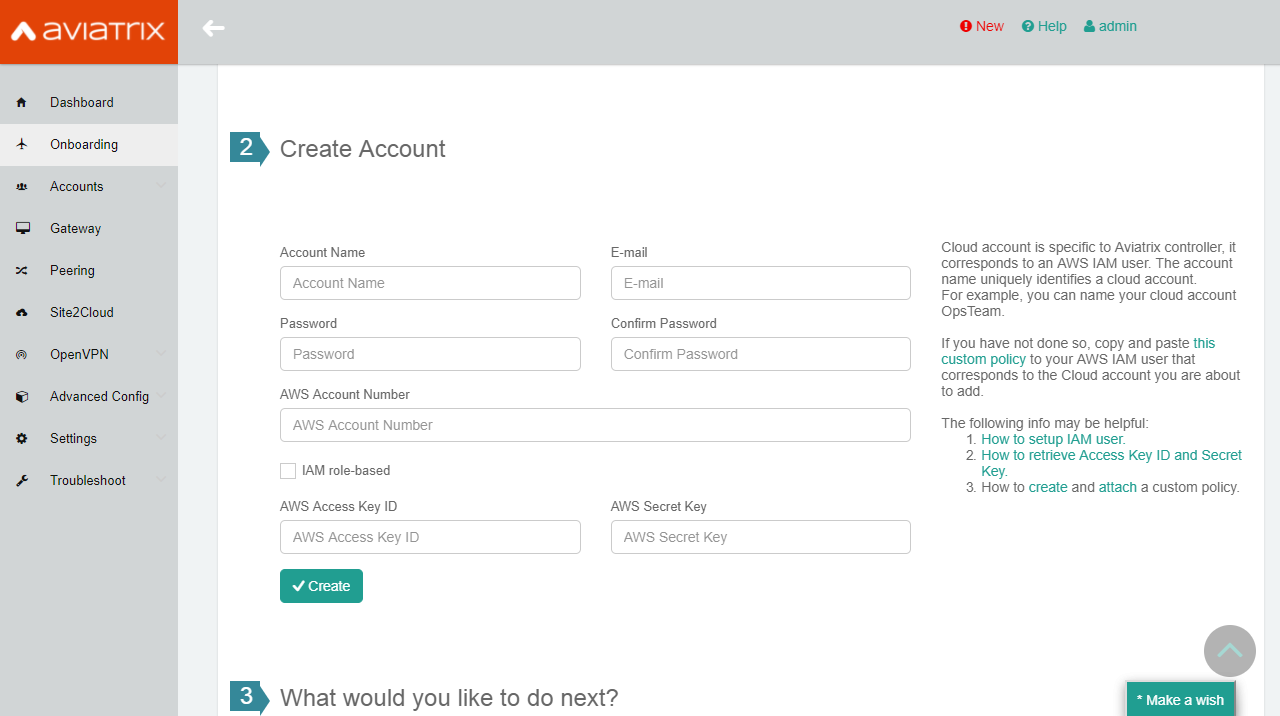 aviatrix
New Help admin
Dashboard
Onboarding
Accounts
Gateway
Peering
Site2Cloud
OpenVPN
Advanced Config
Settings
Troubleshoot
2 Create Account
Account Name
Account Name
E-mail
E-mail
Password
Password
Confirm Password
Confirm Password
AWS Account Number
AWS Account Number
IAM role-based
AWS Access Key ID
AWS Access Key ID
AWS Secret Key
AWS Secret Key
Create
Cloud account is specific to Aviatrix controller, it
corresponds to an AWS IAM user. The account
name uniquely identifies a cloud account.
For example, you can name your cloud account
OpsTeam.
If you have not done so, copy and paste this
custom policy to your AWS IAM user that
corresponds to the Cloud account you are about
to add.
The following info may be helpful:
1. How to setup IAM user.
2. How to retrieve Access Key ID and Secret
Key.
3. How to create and attach a custom policy.
3 What would you like to do next?
* Make a wish